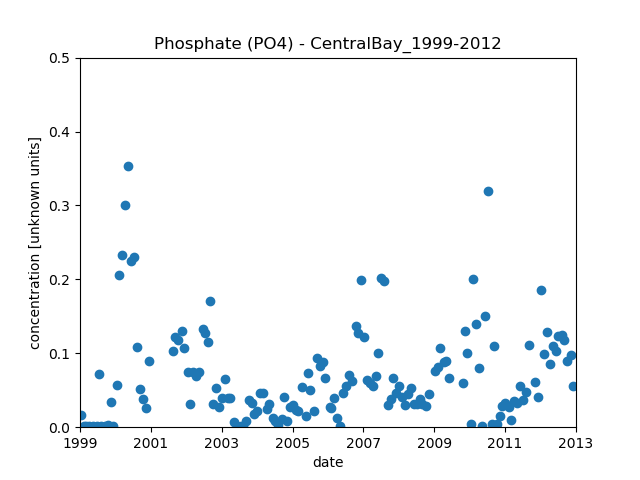 Phosphate (PO4) - CentralBay_1999-2012
concentration [unknown units]
0.5
0.4
0.3
0.2
0.1
0.0
1999 2001 2003 2005 2007 2009 2011 2013
date